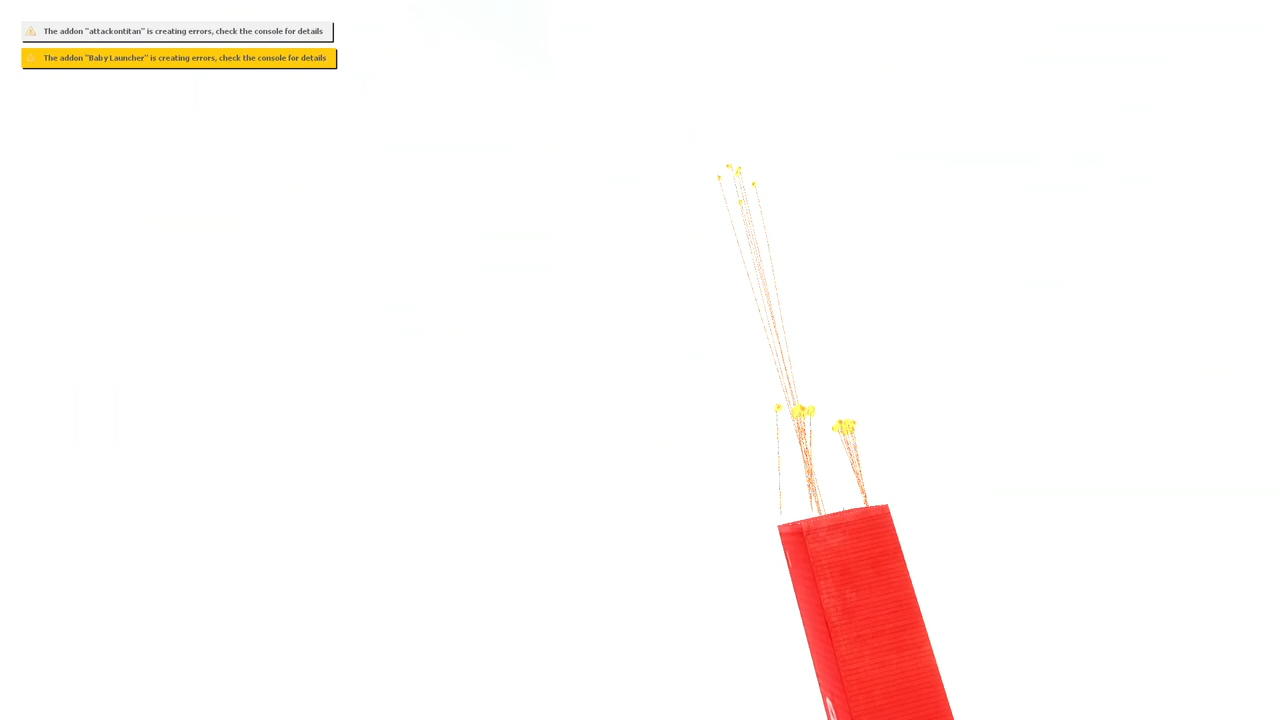 The addon "attackontitan" is creating errors, check the console for details
The addon "Baby Launcher" is creating errors, check the console for details